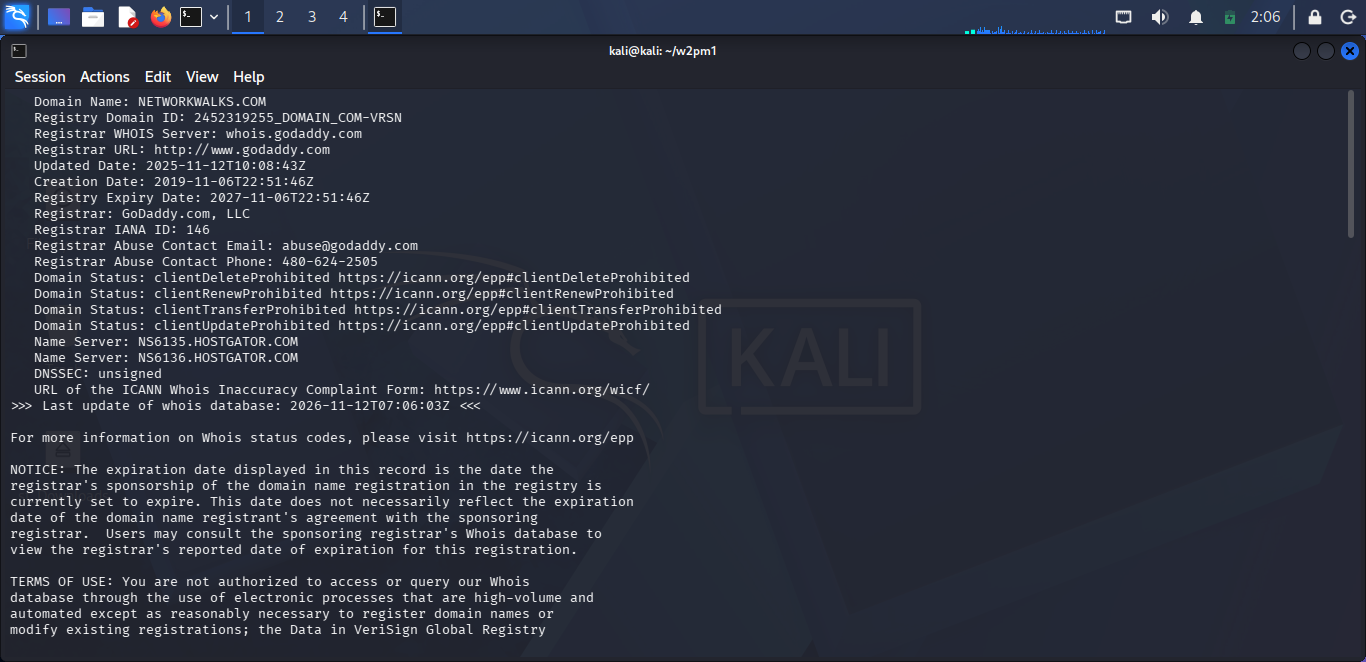 1 2 3 4 2:06
kali@kali: ~/w2pm1
Session Actions Edit View Help
Domain Name: NETWORKWALKS.COM
Registry Domain ID: 2452319255_DOMAIN_COM-VRSN
Registrar WHOIS Server: whois.godaddy.com
Registrar URL: http://www.godaddy.com
Updated Date: 2025-11-12T10:08:43Z
Creation Date: 2019-11-06T22:51:46Z
Registry Expiry Date: 2027-11-06T22:51:46Z
Registrar: GoDaddy.com, LLC
Registrar IANA ID: 146
Registrar Abuse Contact Email: abuse@godaddy.com
Registrar Abuse Contact Phone: 480-624-2505
Domain Status: clientDeleteProhibited https://icann.org/epp#clientDeleteProhibited
Domain Status: clientRenewProhibited https://icann.org/epp#clientRenewProhibited
Domain Status: clientTransferProhibited https://icann.org/epp#clientTransferProhibited
Domain Status: clientUpdateProhibited https://icann.org/epp#clientUpdateProhibited
Name Server: NS6135.HOSTGATOR.COM
Name Server: NS6136.HOSTGATOR.COM
DNSSEC: unsigned
URL of the ICANN Whois Inaccuracy Complaint Form: https://www.icann.org/wicf/
>>> Last update of whois database: 2026-11-12T07:06:03Z <<<
For more information on Whois status codes, please visit https://icann.org/epp
NOTICE: The expiration date displayed in this record is the date the
registrar's sponsorship of the domain name registration in the registry is
currently set to expire. This date does not necessarily reflect the expiration
date of the domain name registrant's agreement with the sponsoring
registrar.  Users may consult the sponsoring registrar's Whois database to
view the registrar's reported date of expiration for this registration.
TERMS OF USE: You are not authorized to access or query our Whois
database through the use of electronic processes that are high-volume and
automated except as reasonably necessary to register domain names or
modify existing registrations; the Data in VeriSign Global Registry
KALI